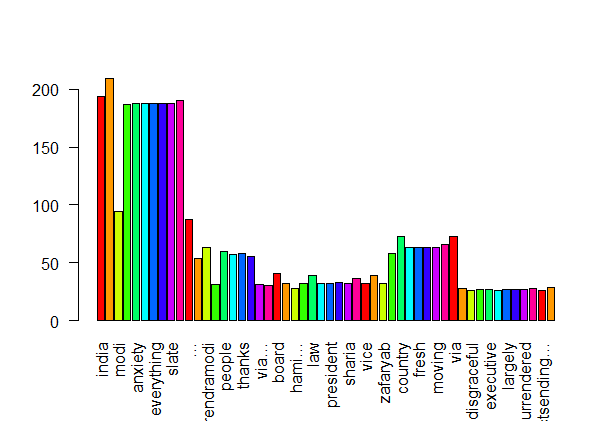 200
150
100
50
0
india
modi
anxiety
everything
slate
...
rendramodi
people
thanks
via...
board
hami...
law
president
sharia
vice
zafaryab
country
fresh
moving
via
disgraceful
executive
largely
urrendered
ctsending...